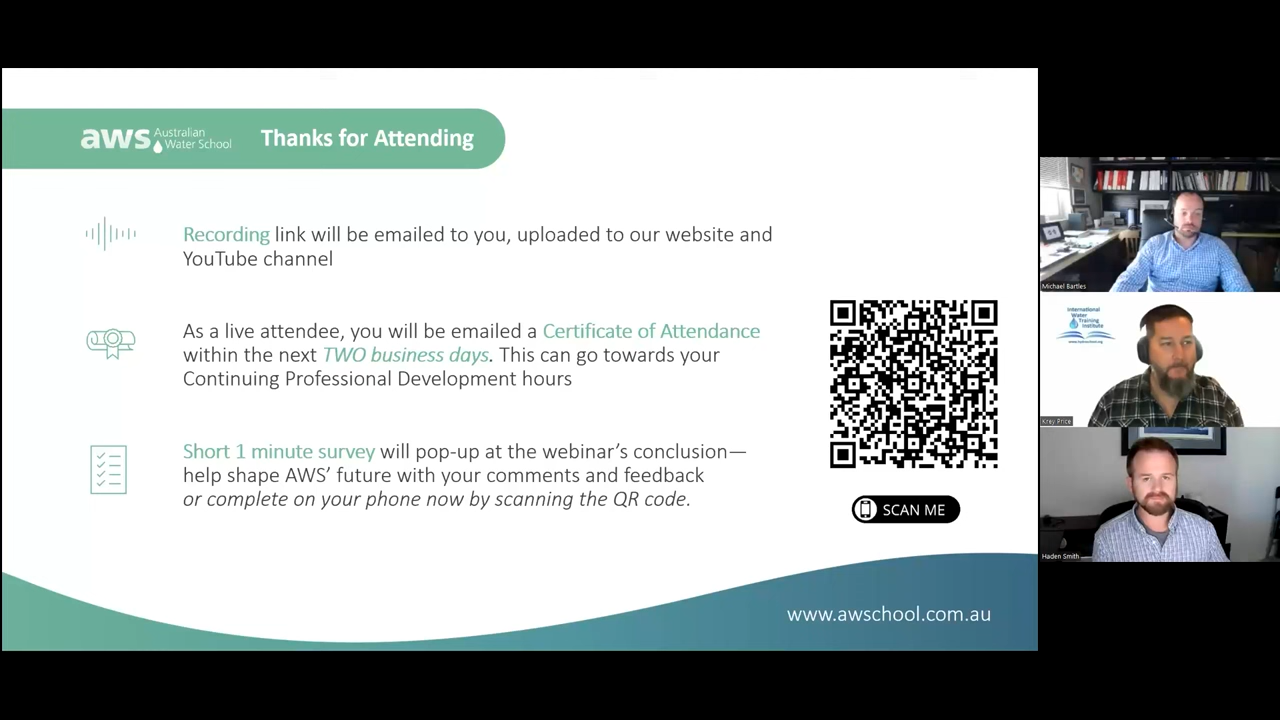 aws Australian Water School
Thanks for Attending
Recording link will be emailed to you, uploaded to our website and
YouTube channel
As a live attendee, you will be emailed a Certificate of Attendance
within the next TWO business days. This can go towards your
Continuing Professional Development hours
Short 1 minute survey will pop-up at the webinar's conclusion—
help shape AWS' future with your comments and feedback
or complete on your phone now by scanning the QR code.
SCAN ME
www.awschool.com.au
Michael Bartles
International
Water
Training
Institute
Krey Price
Haden Smith